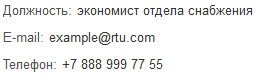 Должность: экономист отдела снабжения
E-mail: example@rtu.com
Телефон: +7 888 999 77 55